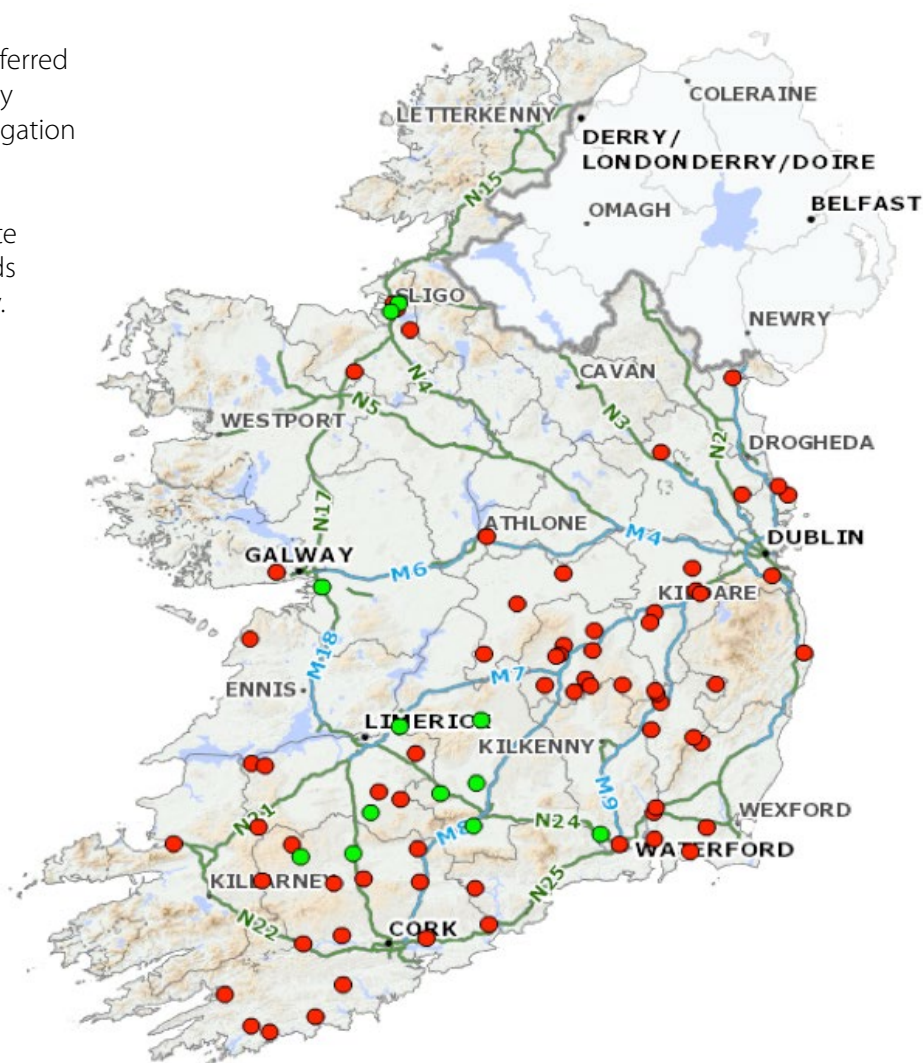 ferred
y
gation
te
ds
y.
COLERAINE
LETTERKENNY
DERRY/
LONDONDERRY/DOIRE
N15
OMAGH
BELFAST
SLIGO
NEWRY
CAVAN
N4
N5
N3
WESTPORT
N2
DROGHEDA
N17
ATHLONE
M4
DUBLIN
GALWAY
M6
KILDARE
M18
M7
ENNIS
LIMERICK
KILKENNY
M9
WEXFORD
N21
M8
N24
WATERFORD
KILLARNEY
N25
N22
CORK